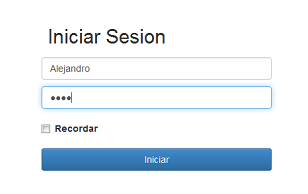 Iniciar Sesion
Alejandro
••••
Recordar
Iniciar